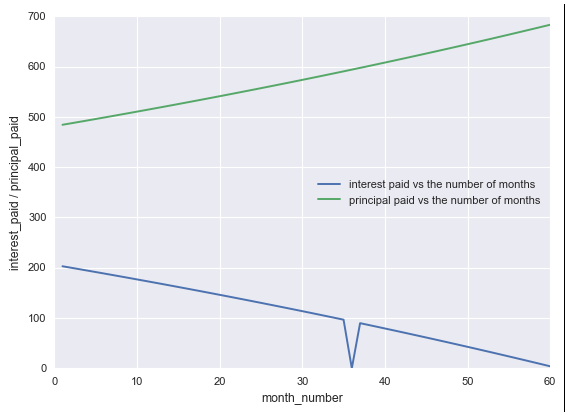 700
600
500
400
300
200
100
0
interest_paid / principal_paid
interest paid vs the number of months
principal paid vs the number of months
0 10 20 30 40 50 60
month_number